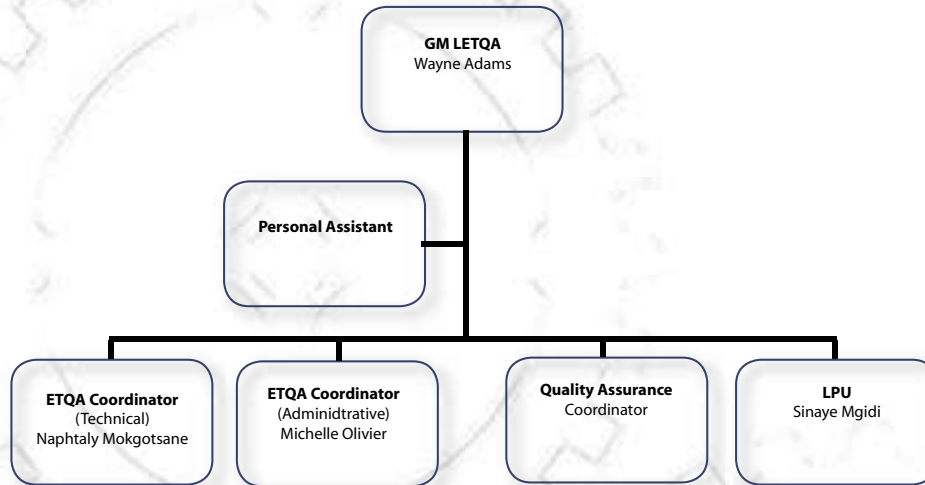 GM LETQA
Wayne Adams
Personal Assistant
ETQA Coordinator
(Technical)
Naphtaly Mokgotsane
ETQA Coordinator
(Adminidtrative)
Michelle Olivier
Quality Assurance
Coordinator
LPU
Sinaye Mgidi